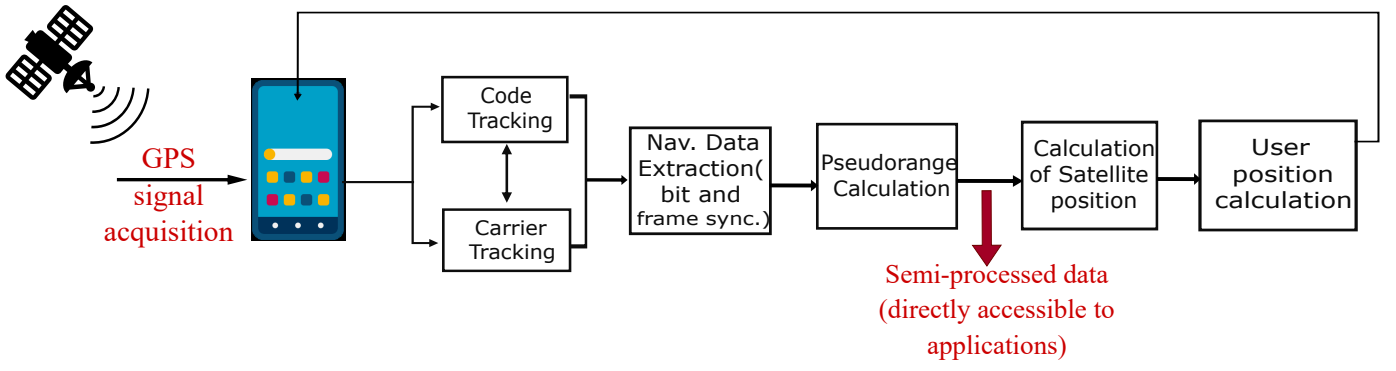 GPS
signal
acquisition
Code
Tracking
Carrier
Tracking
Nav. Data
Extraction(
bit and
frame sync.)
Pseudorange
Calculation
Semi-processed data
(directly accessible to
applications)
Calculation
of Satellite
position
User
position
calculation